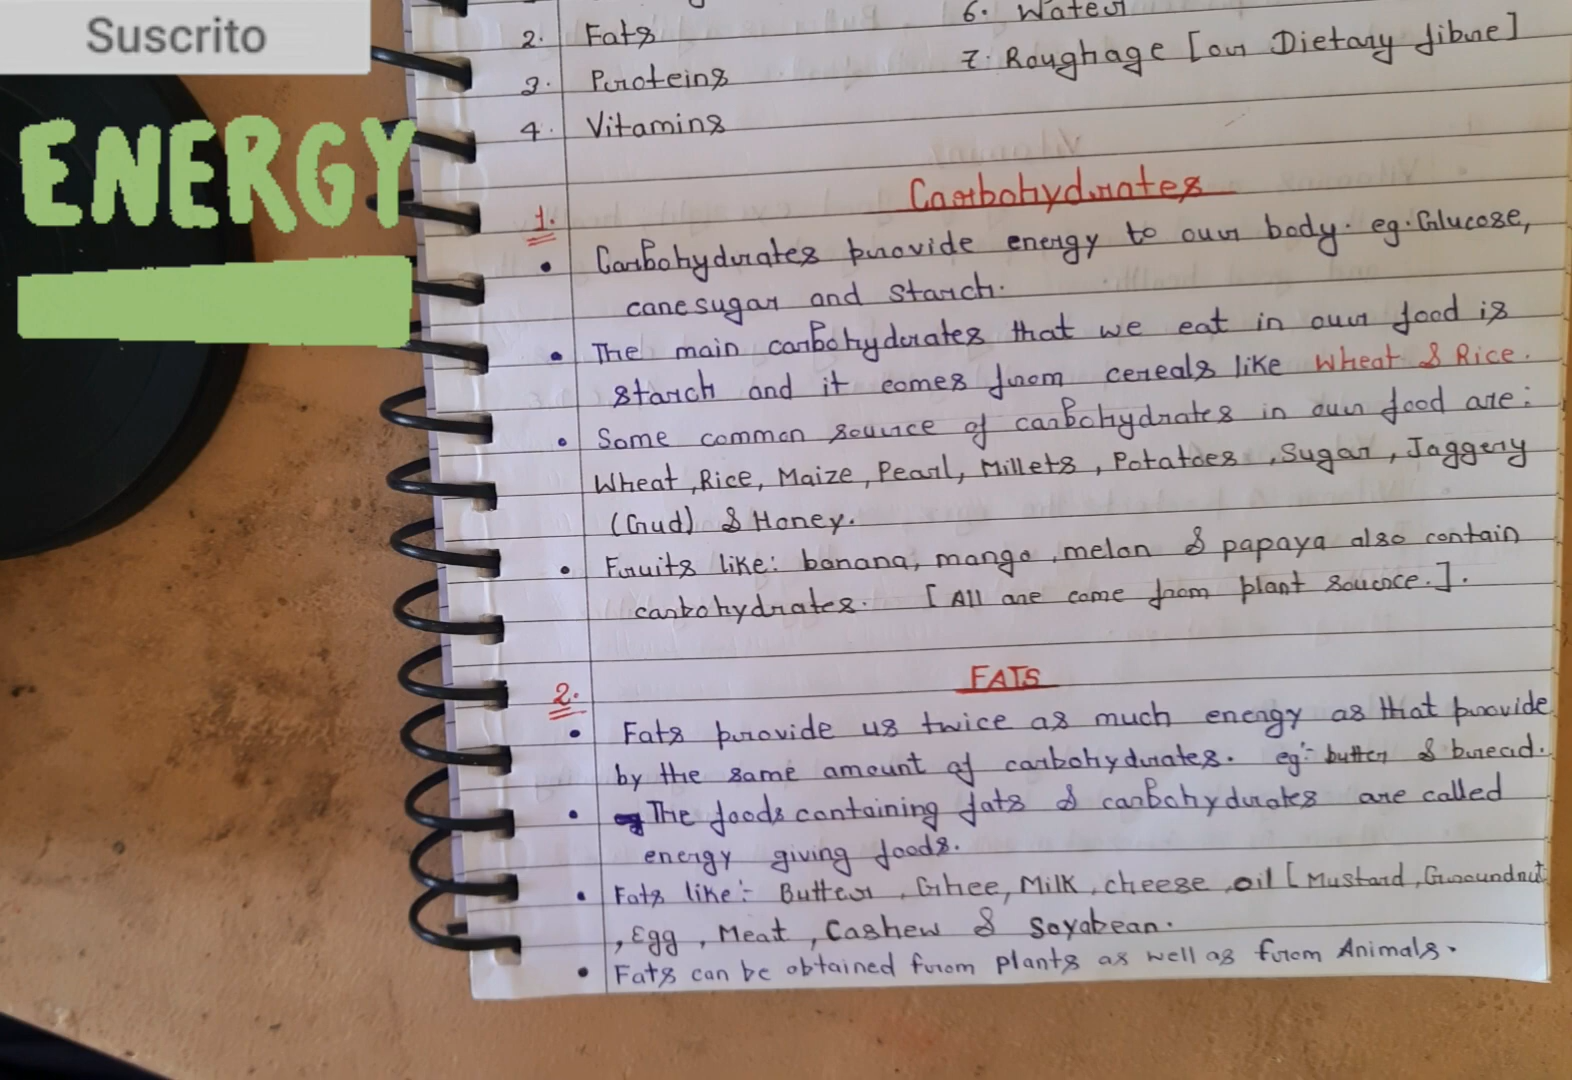 Suscrito
ENERGY
6. Water
2. Fats
7. Roughage [or Dietary fibre]
3. Proteins
4. Vitamins
Carbohydrates
1.
• Carbohydrates provide energy to our body. eg. Glucose,
canesugar and starch.
• The main carbohydrates that we eat in our food is
starch and it comes from cereals like Wheat & Rice.
• Some common source of carbohydrates in our food are:
Wheat, Rice, Maize, Pearl, Millets, Potatoes, Sugar, Jaggery
(Gud) & Honey.
• Fruits like: banana, mango, melon & papaya also contain
carbohydrates. [All are come from plant source.].
FATS
2.
• Fats provide us twice as much energy as that provide
by the same amount of carbohydrates. eg:- butter & bread.
• The foods containing fats & carbohydrates are called
energy giving foods.
• Fats like:- Butter, Ghee, Milk, cheese, oil [Mustard, Groundnut
, Egg, Meat, Cashew & Soyabean.
• Fats can be obtained from plants as well as from Animals.